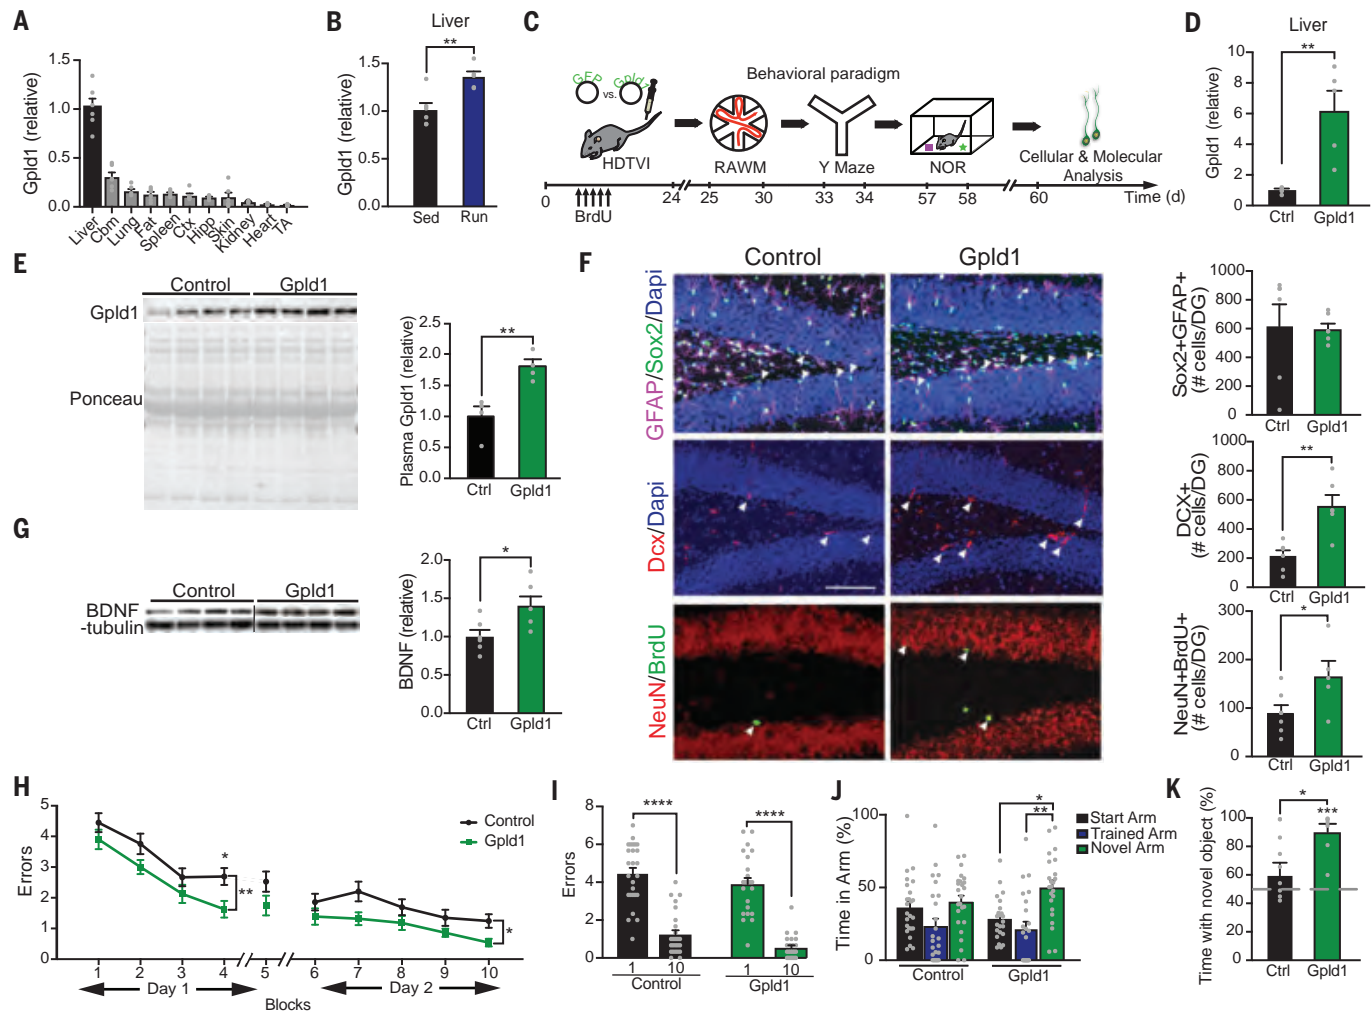 A
Gpld1 (relative)
1.5
1.0
0.5
0
Liver
Cbm
Lung
Fat
Spleen
Ctx
Hipp
Skin
Kidney
Heart
TA
B
Liver
**
Gpld1 (relative)
1.5
1.0
0.5
0
Sed
Run
C
Behavioral paradigm
GFP
vs.
Gpld1
HDTVI
RAWM
Y Maze
NOR
Cellular & Molecular
Analysis
0
BrdU
24
25
30
33
34
57
58
60
Time (d)
D
Liver
**
Gpld1 (relative)
10
8
6
4
2
0
Ctrl
Gpld1
E
Control
Gpld1
Gpld1
Ponceau
Plasma Gpld1 (relative)
2.5
2.0
1.5
1.0
0.5
0.0
**
Ctrl
Gpld1
F
Control
Gpld1
GFAP/Sox2/Dapi
Dcx/Dapi
NeuN/BrdU
Sox2+GFAP+
(# cells/DG)
1000
800
600
400
200
0
Ctrl
Gpld1
DCX+
(# cells/DG)
1000
800
600
400
200
0
**
Ctrl
Gpld1
NeuN+BrdU+
(# cells/DG)
300
200
100
0
*
Ctrl
Gpld1
G
Control
Gpld1
BDNF
-tubulin
BDNF (relative)
2.0
1.5
1.0
0.5
0.0
*
Ctrl
Gpld1
H
Errors
5
4
3
2
1
0
Control
Gpld1
*
**
*
1
2
3
4
5
6
7
8
9
10
Day 1
Blocks
Day 2
I
Errors
8
6
4
2
0
****
****
1
10
1
10
Control
Gpld1
J
Time in Arm (%)
100
50
0
*
**
Start Arm
Trained Arm
Novel Arm
Control
Gpld1
K
Time with novel object (%)
100
80
60
40
20
0
*
***
Ctrl
Gpld1